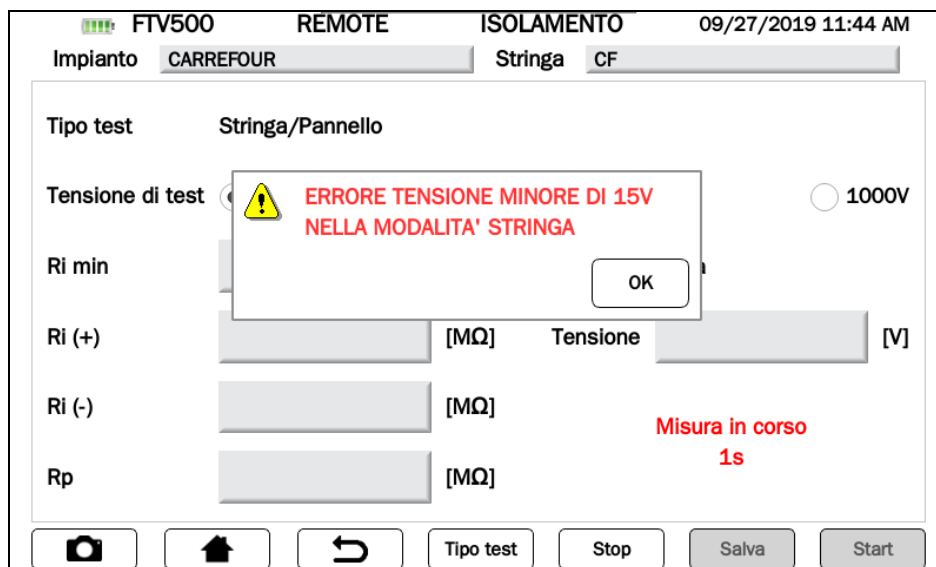 FTV500 REMOTE ISOLAMENTO 09/27/2019 11:44 AM
Impianto CARREFOUR Stringa CF
Tipo test Stringa/Pannello
Tensione di test 1000V
ERRORE TENSIONE MINORE DI 15V
NELLA MODALITA' STRINGA
Ri min
OK
Ri (+) [MΩ] Tensione [V]
Ri (-) [MΩ]
Misura in corso
1s
Rp [MΩ]
Tipo test Stop Salva Start